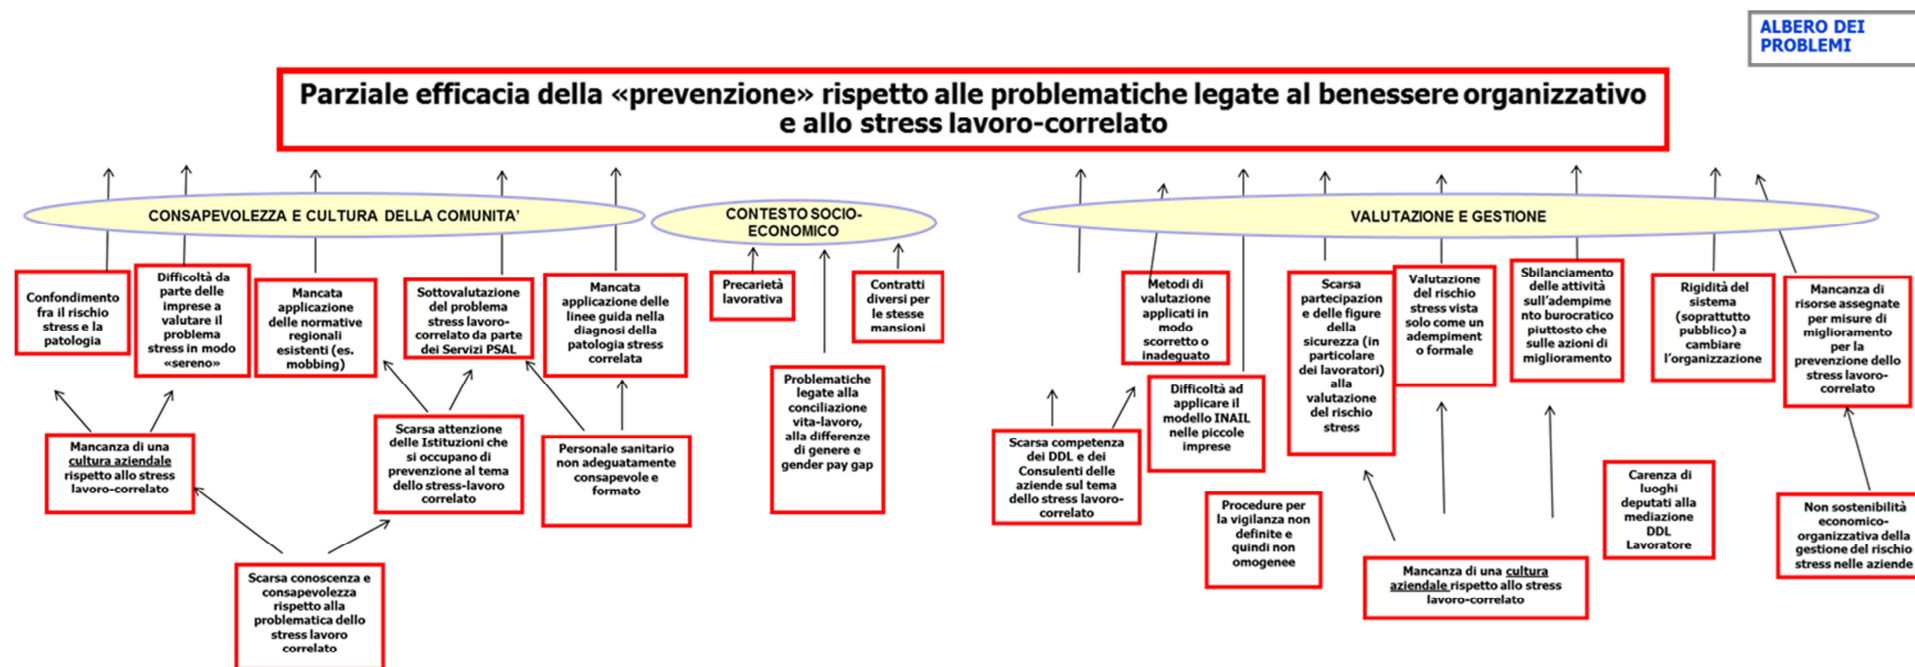 ALBERO DEI
PROBLEMI
Parziale efficacia della «prevenzione» rispetto alle problematiche legate al benessere organizzativo
e allo stress lavoro-correlato
CONSAPEVOLEZZA E CULTURA DELLA COMUNITA’
CONTESTO SOCIO-
ECONOMICO
VALUTAZIONE E GESTIONE
Confondimento
fra il rischio
stress e la
patologia
Difficoltà da
parte delle
imprese a
valutare il
problema
stress in modo
«sereno»
Mancata
applicazione
delle normative
regionali
esistenti (es.
mobbing)
Sottovalutazione
del problema
stress lavoro-
correlato da parte
dei Servizi PSAL
Mancata
applicazione delle
linee guida nella
diagnosi della
patologia stress
correlata
Precarietà
lavorativa
Contratti
diversi per
le stesse
mansioni
Metodi di
valutazione
applicati in
modo
scorretto o
inadeguato
Scarsa
partecipazion
e delle figure
della
sicurezza (in
particolare
dei lavoratori)
alla
valutazione
del rischio
stress
Valutazione
del rischio
stress vista
solo come un
adempiment
o formale
Sbilanciamento
delle attività
sull’adempime
nto burocratico
piuttosto che
sulle azioni di
miglioramento
Rigidità del
sistema
(soprattutto
pubblico) a
cambiare
l’organizzazione
Mancanza di
risorse assegnate
per misure di
miglioramento
per la
prevenzione dello
stress lavoro-
correlato
Mancanza di una
cultura aziendale
rispetto allo stress
lavoro-correlato
Scarsa attenzione
delle Istituzioni che
si occupano di
prevenzione al tema
dello stress-lavoro
correlato
Personale sanitario
non adeguatamente
consapevole e
formato
Problematiche
legate alla
conciliazione
vita-lavoro,
alla differenze
di genere e
gender pay gap
Scarsa competenza
dei DDL e dei
Consulenti delle
aziende sul tema
dello stress lavoro-
correlato
Difficoltà ad
applicare il
modello INAIL
nelle piccole
imprese
Procedure per
la vigilanza non
definite e
quindi non
omogenee
Mancanza di una cultura
aziendale rispetto allo stress
lavoro-correlato
Carenza di
luoghi
deputati alla
mediazione
DDL
Lavoratore
Non sostenibilità
economico-
organizzativa della
gestione del rischio
stress nelle aziende
Scarsa conoscenza e
consapevolezza
rispetto alla
problematica dello
stress lavoro
correlato